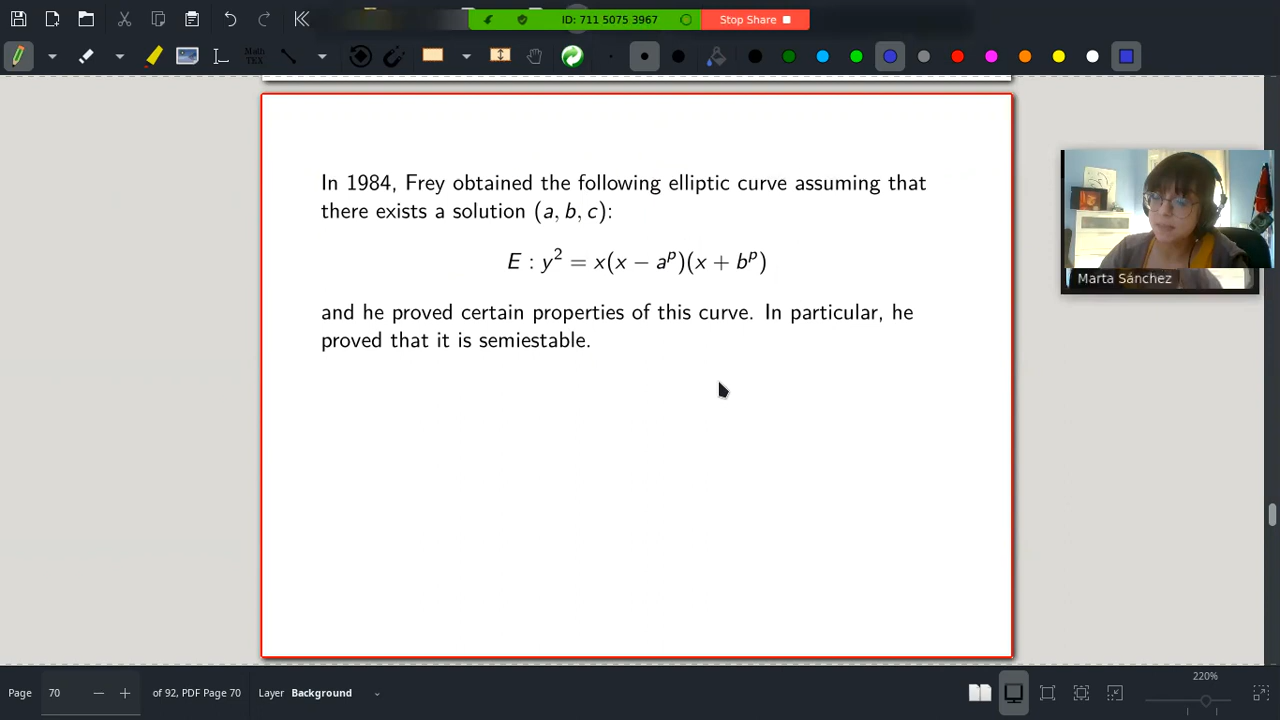 ID: 711 5075 3967
Stop Share
Math
TEX
In 1984, Frey obtained the following elliptic curve assuming that
there exists a solution (a, b, c):
E : y² = x(x − aᵖ)(x + bᵖ)
and he proved certain properties of this curve. In particular, he
proved that it is semiestable.
Marta Sánchez
Page 70 of 92, PDF Page 70 Layer Background 220%